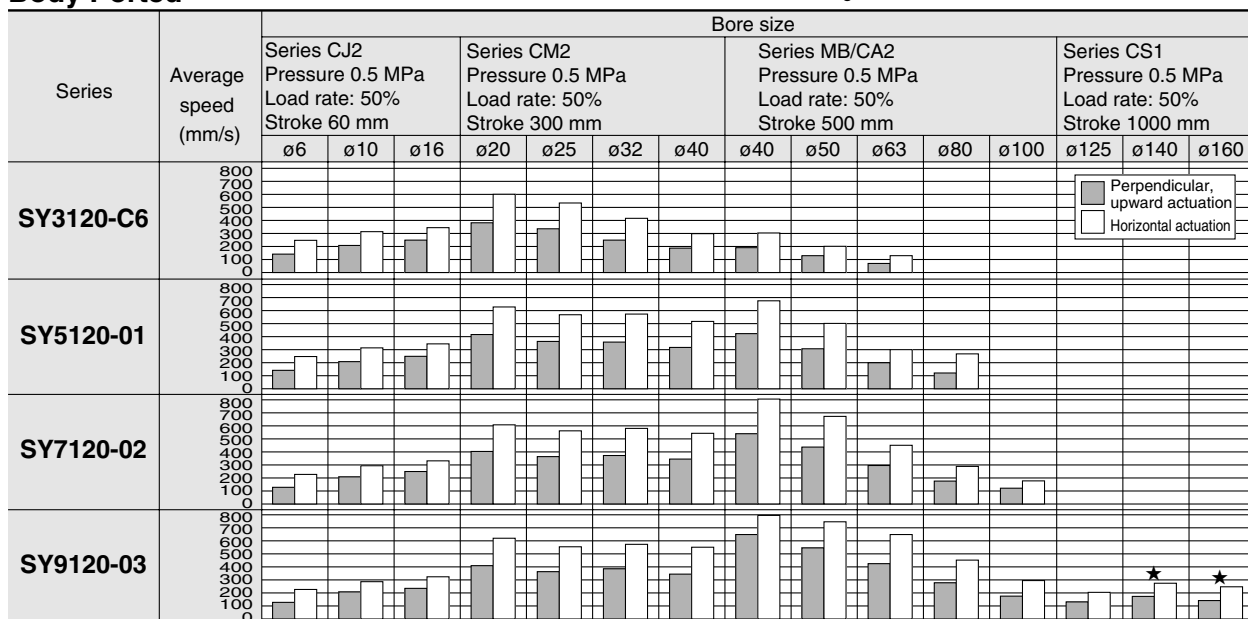 Body Ported
Bore size
Series
Average
speed
(mm/s)
Series CJ2
Pressure 0.5 MPa
Load rate: 50%
Stroke 60 mm
Series CM2
Pressure 0.5 MPa
Load rate: 50%
Stroke 300 mm
Series MB/CA2
Pressure 0.5 MPa
Load rate: 50%
Stroke 500 mm
Series CS1
Pressure 0.5 MPa
Load rate: 50%
Stroke 1000 mm
ø6 ø10 ø16 ø20 ø25 ø32 ø40 ø40 ø50 ø63 ø80 ø100 ø125 ø140 ø160
SY3120-C6
800
700
600
500
400
300
200
100
0
Perpendicular,
upward actuation
Horizontal actuation
SY5120-01
800
700
600
500
400
300
200
100
0
SY7120-02
800
700
600
500
400
300
200
100
0
SY9120-03
800
700
600
500
400
300
200
100
0
★ ★